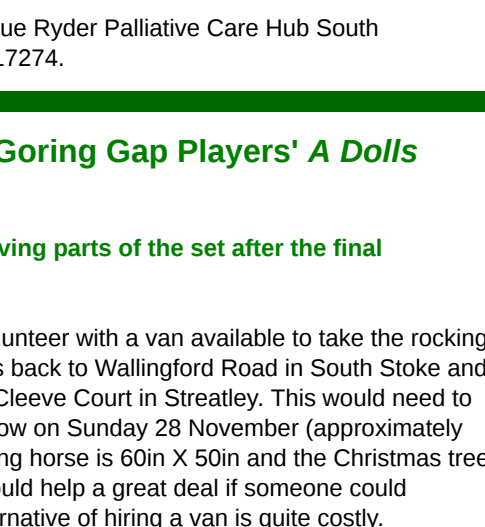 ue Ryder Palliative Care Hub South
17274.
Goring Gap Players' A Dolls
ving parts of the set after the final
lunteer with a van available to take the rocking
s back to Wallingford Road in South Stoke and
Cleeve Court in Streatley. This would need to
ow on Sunday 28 November (approximately
ng horse is 60in X 50in and the Christmas tree
ould help a great deal if someone could
rnative of hiring a van is quite costly.